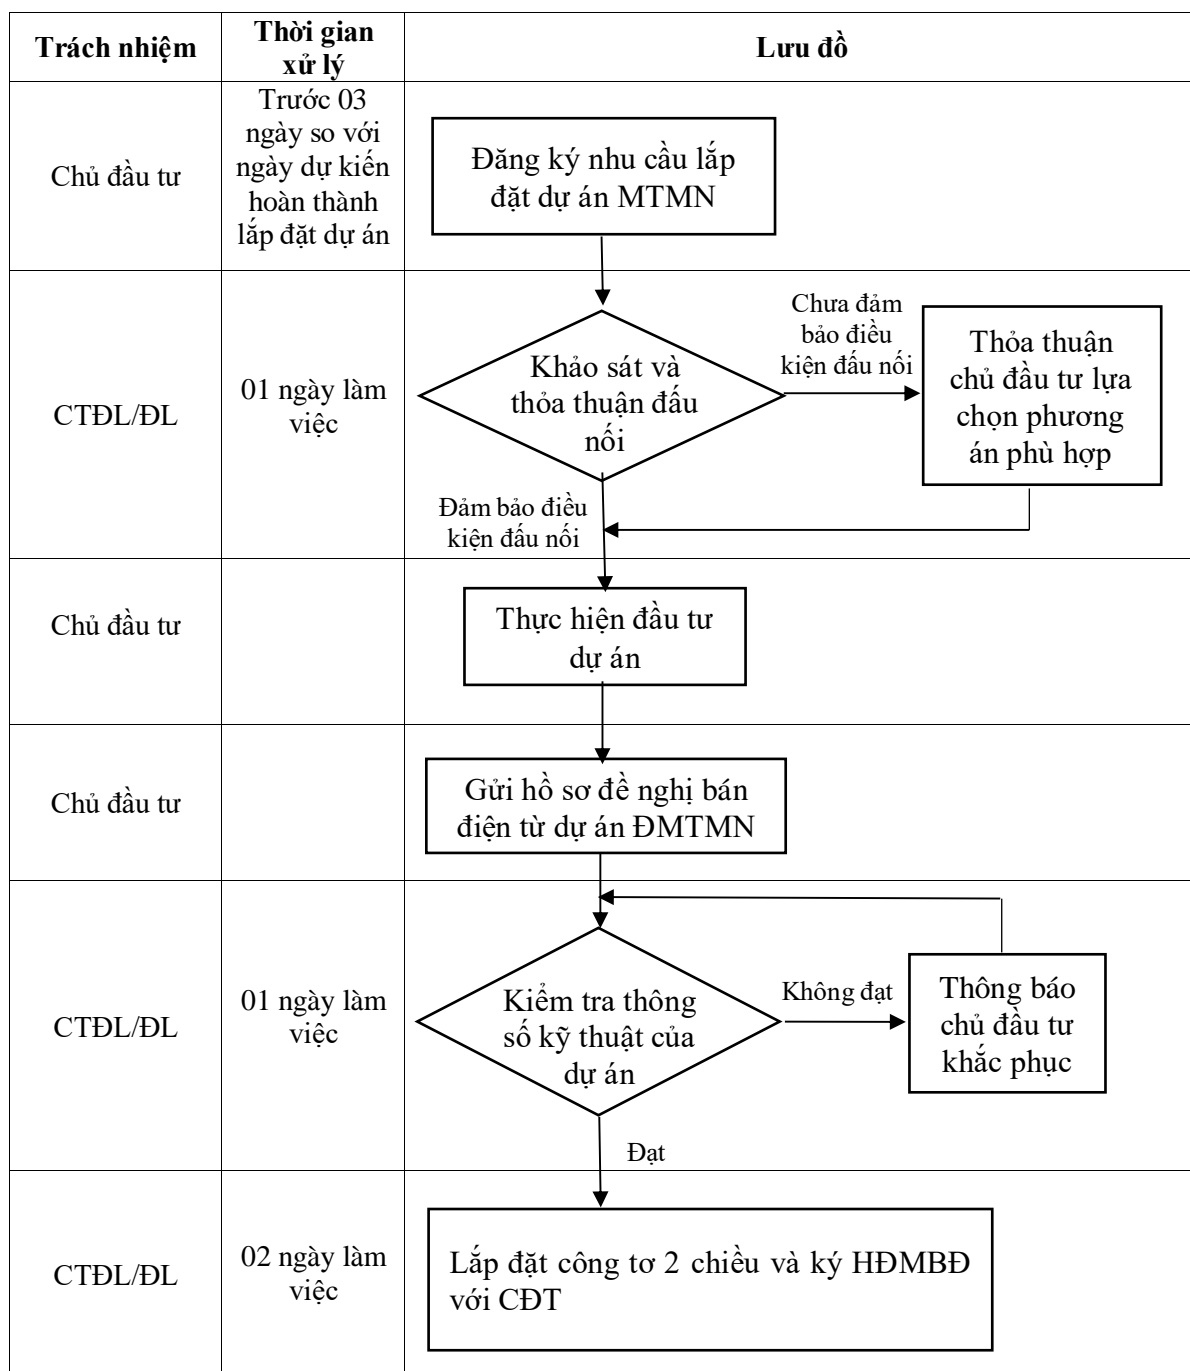 Trách nhiệm
Thời gian
xử lý
Lưu đồ
Chủ đầu tư
Trước 03
ngày so với
ngày dự kiến
hoàn thành
lắp đặt dự án
Đăng ký nhu cầu lắp
đặt dự án MTMN
CTĐL/ĐL
01 ngày làm
việc
Khảo sát và
thỏa thuận đấu
nối
Chưa đảm
bảo điều
kiện đấu nối
Thỏa thuận
chủ đầu tư lựa
chọn phương
án phù hợp
Đảm bảo điều
kiện đấu nối
Chủ đầu tư
Thực hiện đầu tư
dự án
Chủ đầu tư
Gửi hồ sơ đề nghị bán
điện từ dự án ĐMTMN
CTĐL/ĐL
01 ngày làm
việc
Kiểm tra thông
số kỹ thuật của
dự án
Không đạt
Thông báo
chủ đầu tư
khắc phục
Đạt
CTĐL/ĐL
02 ngày làm
việc
Lắp đặt công tơ 2 chiều và ký HĐMBĐ
với CĐT